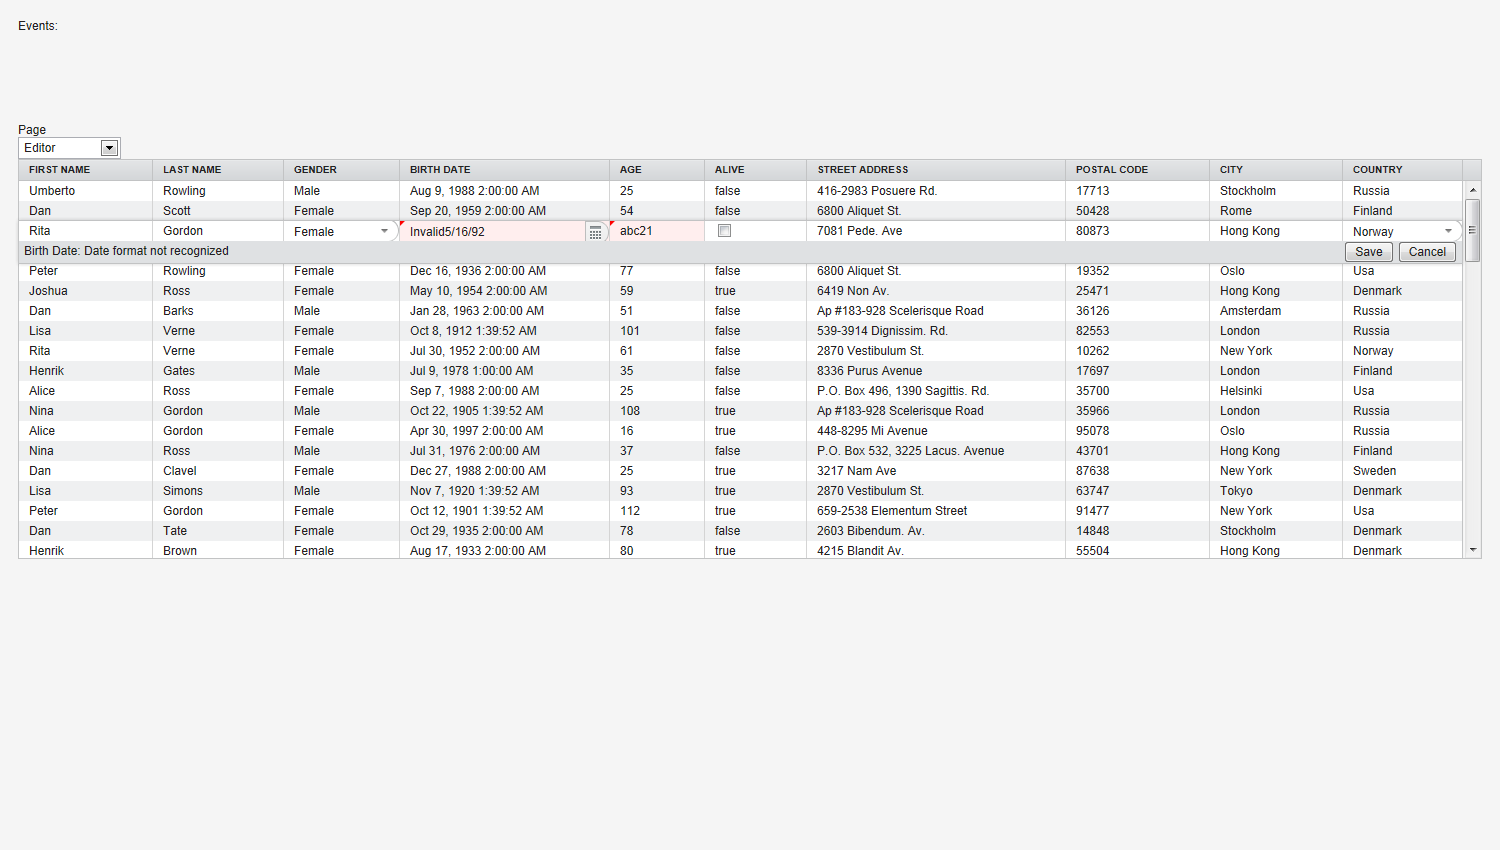 Events:
Page
Editor
FIRST NAME LAST NAME GENDER BIRTH DATE AGE ALIVE STREET ADDRESS POSTAL CODE CITY COUNTRY
Umberto Rowling Male Aug 9, 1988 2:00:00 AM 25 false 416-2983 Posuere Rd. 17713 Stockholm Russia
Dan Scott Female Sep 20, 1959 2:00:00 AM 54 false 6800 Aliquet St. 50428 Rome Finland
Rita Gordon Female Invalid5/16/92 abc21 7081 Pede. Ave 80873 Hong Kong Norway
Birth Date: Date format not recognized Save Cancel
Peter Rowling Female Dec 16, 1936 2:00:00 AM 77 false 6800 Aliquet St. 19352 Oslo Usa
Joshua Ross Female May 10, 1954 2:00:00 AM 59 true 6419 Non Av. 25471 Hong Kong Denmark
Dan Barks Male Jan 28, 1963 2:00:00 AM 51 false Ap #183-928 Scelerisque Road 36126 Amsterdam Russia
Lisa Verne Female Oct 8, 1912 1:39:52 AM 101 false 539-3914 Dignissim. Rd. 82553 London Russia
Rita Verne Female Jul 30, 1952 2:00:00 AM 61 false 2870 Vestibulum St. 10262 New York Norway
Henrik Gates Male Jul 9, 1978 1:00:00 AM 35 false 8336 Purus Avenue 17697 London Finland
Alice Ross Female Sep 7, 1988 2:00:00 AM 25 false P.O. Box 496, 1390 Sagittis. Rd. 35700 Helsinki Usa
Nina Gordon Male Oct 22, 1905 1:39:52 AM 108 true Ap #183-928 Scelerisque Road 35966 London Russia
Alice Gordon Female Apr 30, 1997 2:00:00 AM 16 true 448-8295 Mi Avenue 95078 Oslo Russia
Nina Ross Male Jul 31, 1976 2:00:00 AM 37 false P.O. Box 532, 3225 Lacus. Avenue 43701 Hong Kong Finland
Dan Clavel Female Dec 27, 1988 2:00:00 AM 25 true 3217 Nam Ave 87638 New York Sweden
Lisa Simons Male Nov 7, 1920 1:39:52 AM 93 true 2870 Vestibulum St. 63747 Tokyo Denmark
Peter Gordon Female Oct 12, 1901 1:39:52 AM 112 true 659-2538 Elementum Street 91477 New York Usa
Dan Tate Female Oct 29, 1935 2:00:00 AM 78 false 2603 Bibendum. Av. 14848 Stockholm Denmark
Henrik Brown Female Aug 17, 1933 2:00:00 AM 80 true 4215 Blandit Av. 55504 Hong Kong Denmark